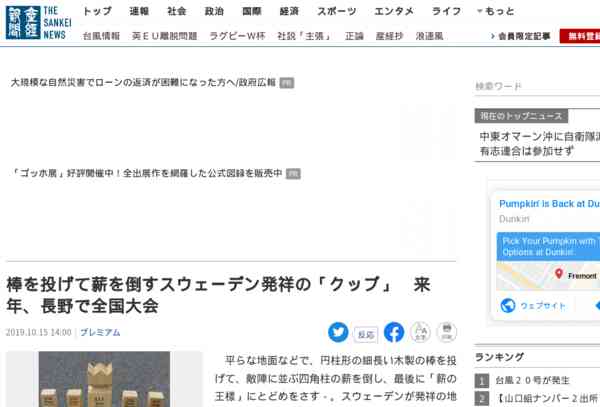 産経新聞
THE SANKEI NEWS
トップ 速報 社会 政治 国際 経済 スポーツ エンタメ ライフ もっと
台風情報 英ＥＵ離脱問題 ラグビーＷ杯 社説「主張」 正論 産経抄 浪速風
会員限定記事 無料登録
大規模な自然災害でローンの返済が困難になった方へ/政府広報 PR
「ゴッホ展」好評開催中！全出展作を網羅した公式図録を販売中 PR
棒を投げて薪を倒すスウェーデン発祥の「クッブ」　来
年、長野で全国大会
2019.10.15 14:00 プレミアム
反応
文字
印刷
平らな地面などで、円柱形の細長い木製の棒を投
げて、敵陣に並ぶ四角柱の薪を倒し、最後に「薪の
王様」にとどめをさす－。スウェーデンが発祥の地
検索ワード
現在のトップニュース
中東オマーン沖に自衛隊派
有志連合は参加せず
Pumpkin' is Back at Du
Dunkin'
Pick Your Pumpkin with
Options at Dunkin'.
Fremont
ウェブサイト
ランキング
1 台風２０号が発生
2 【山口組ナンバー２出所